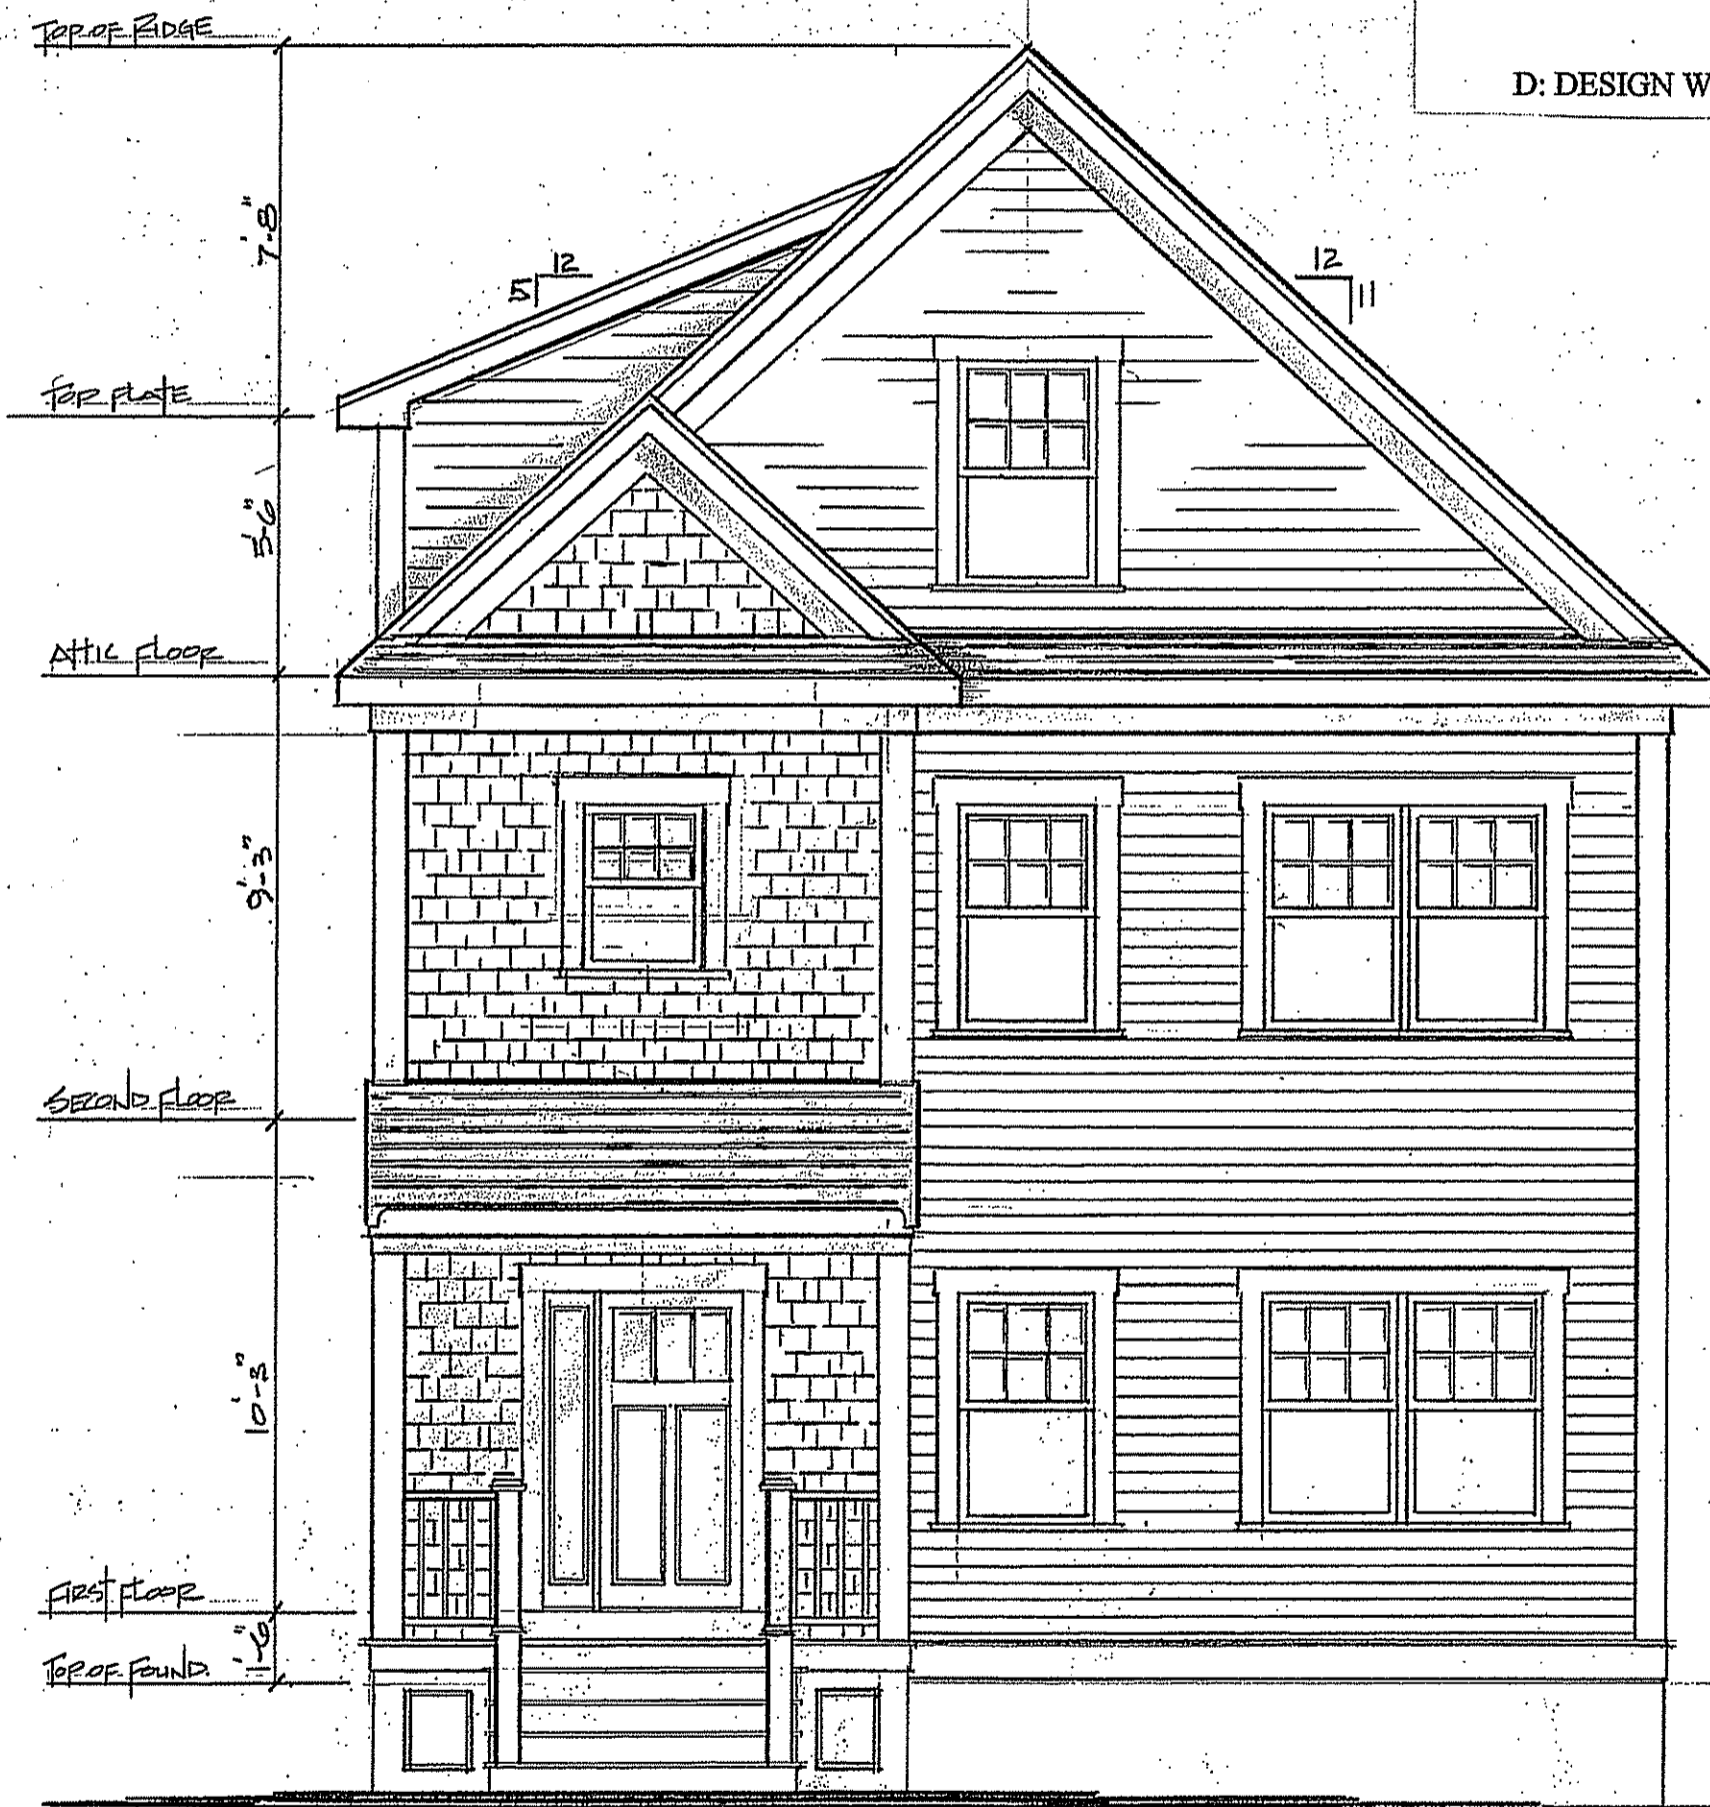 TOP OF RIDGE
D: DESIGN W
7'-8"
12
5
12
11
TOP PLATE
5'-6"
ATTIC FLOOR
9'-3"
SECOND FLOOR
10'-3"
FIRST FLOOR
1'-6"
TOP OF FOUND.